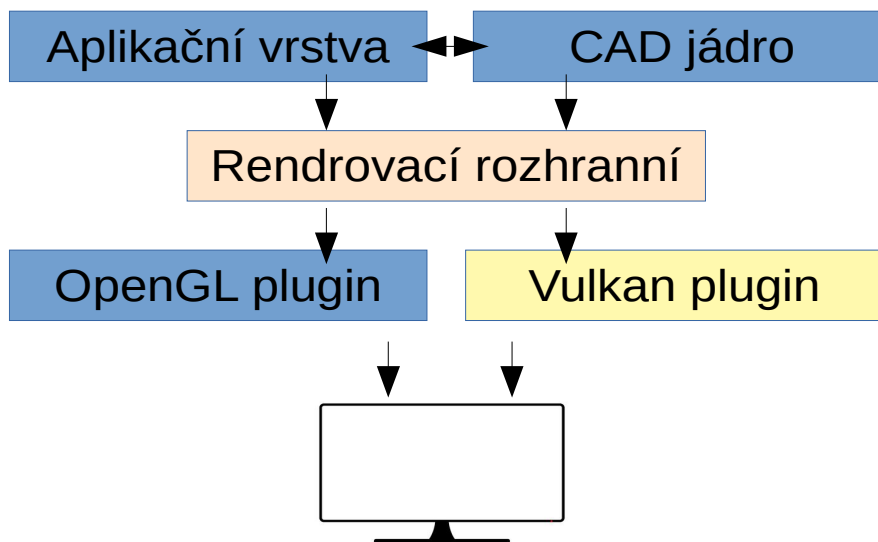 Aplikační vrstva
CAD jádro
Rendrovací rozhranní
OpenGL plugin
Vulkan plugin